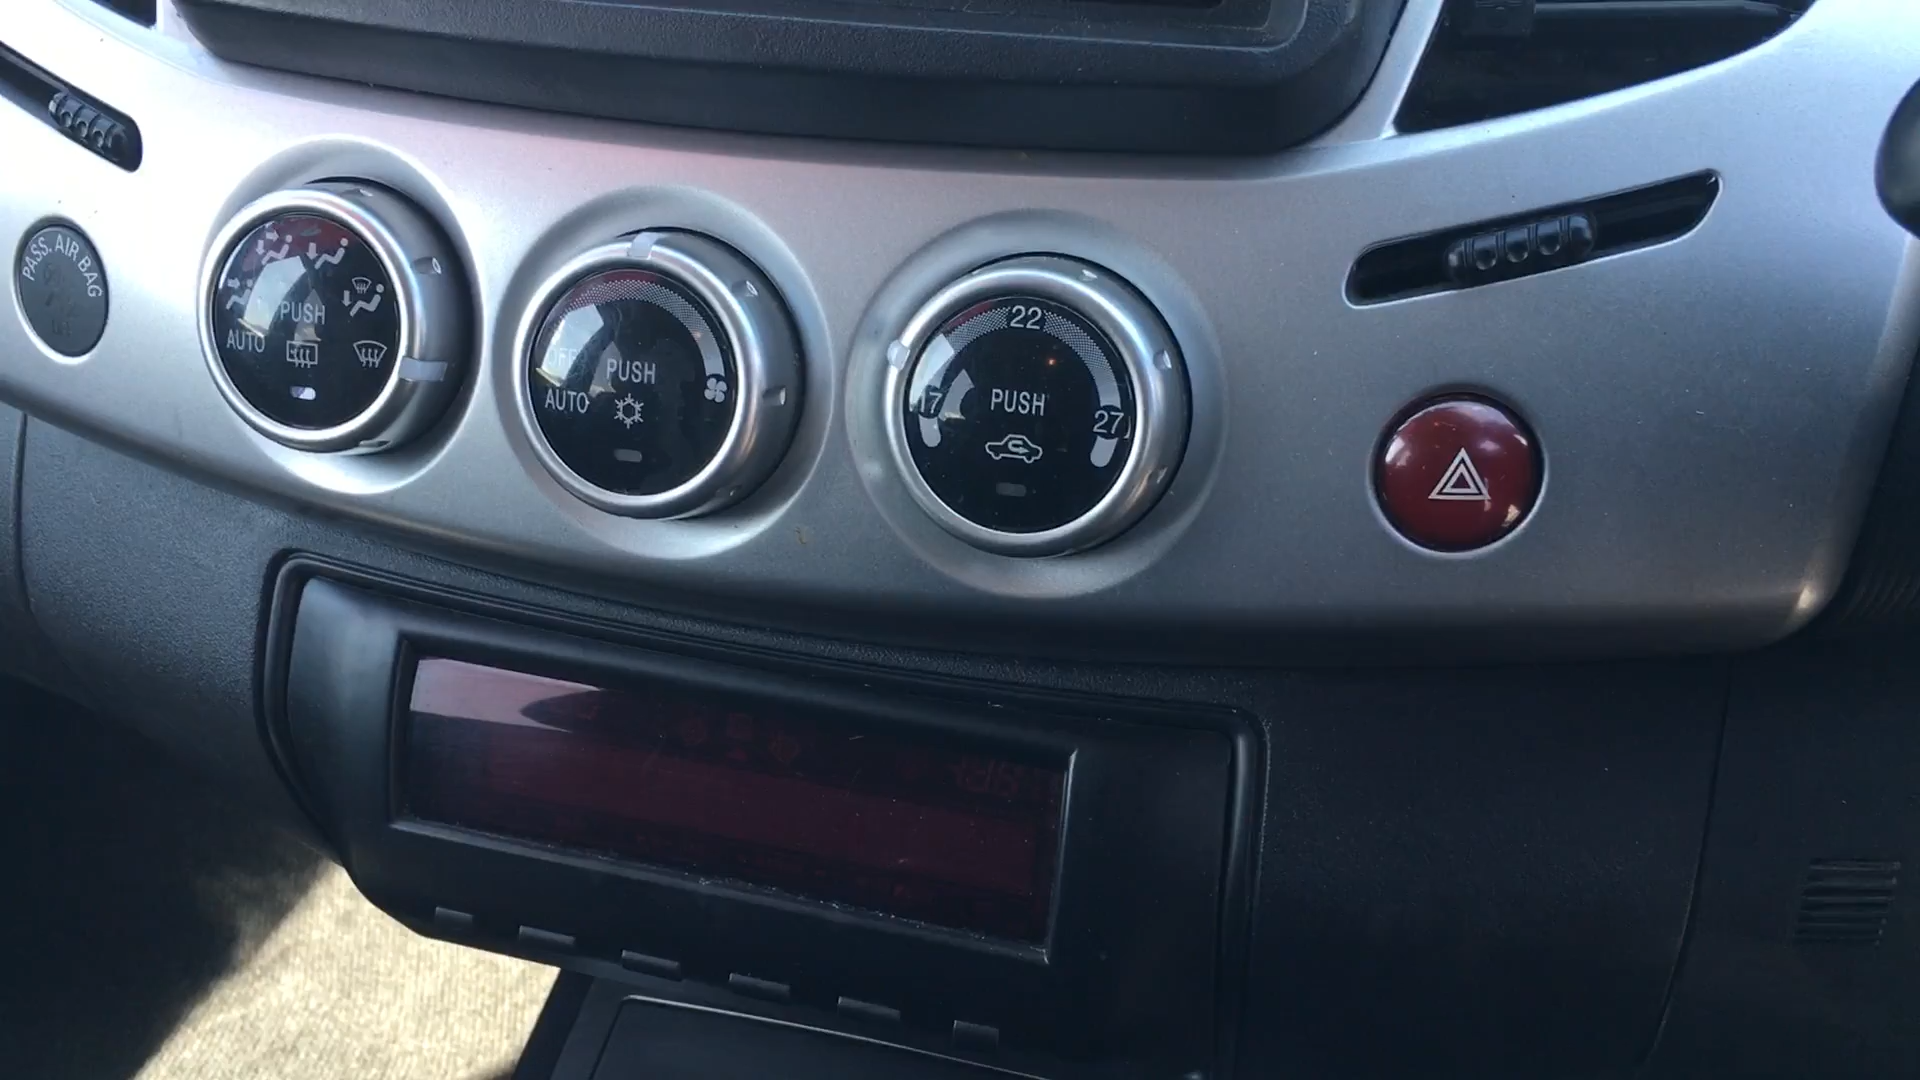 PASS. AIR BAG
PUSH
AUTO
OFF
PUSH
AUTO
22
17
27
PUSH